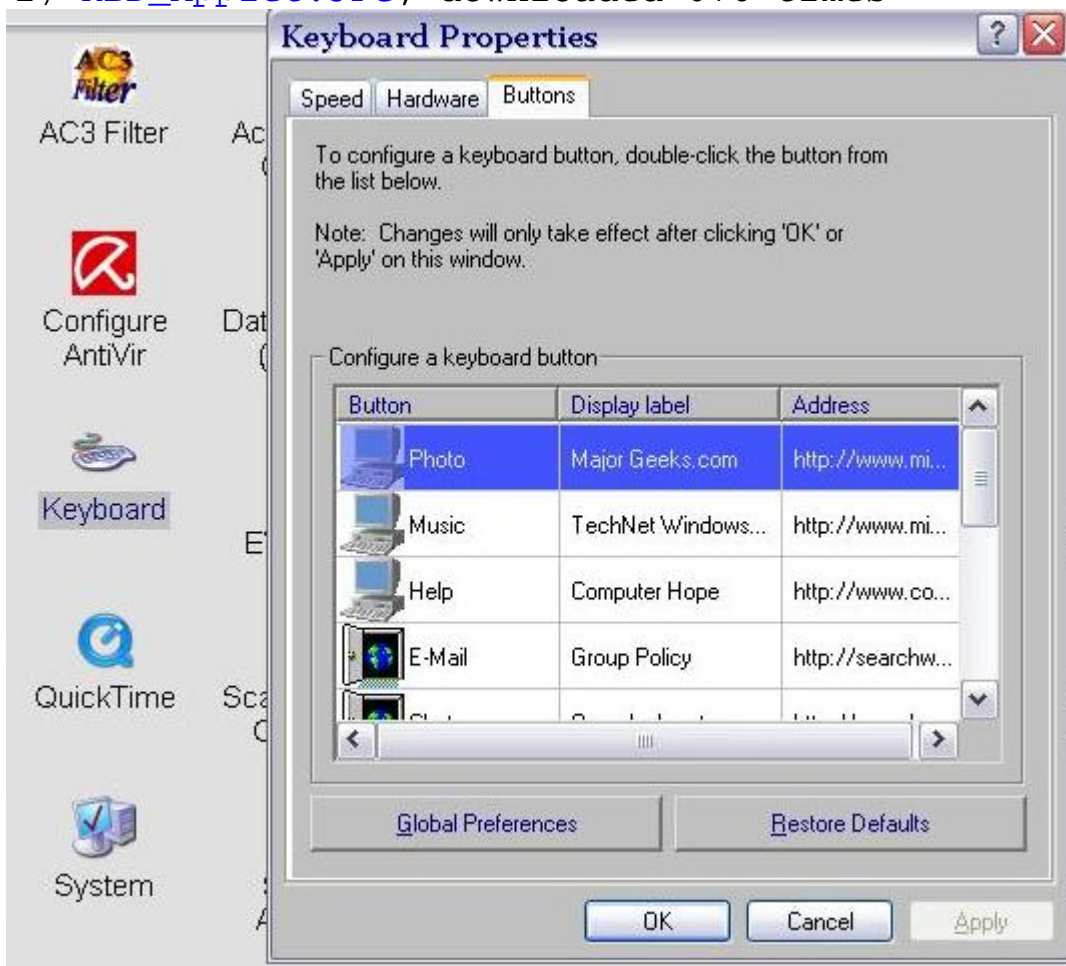 Keyboard Properties
AC3
Filter
AC3 Filter
Speed Hardware Buttons
To configure a keyboard button, double-click the button from
the list below.
Note: Changes will only take effect after clicking 'OK' or
'Apply' on this window.
Configure
AntiVir
Configure a keyboard button
Button Display label Address
Photo Major Geeks.com http://www.mi...
Keyboard
Music TechNet Windows... http://www.mi...
Help Computer Hope http://www.co...
E-Mail Group Policy http://searchw...
QuickTime
Global Preferences Restore Defaults
System
OK Cancel Apply